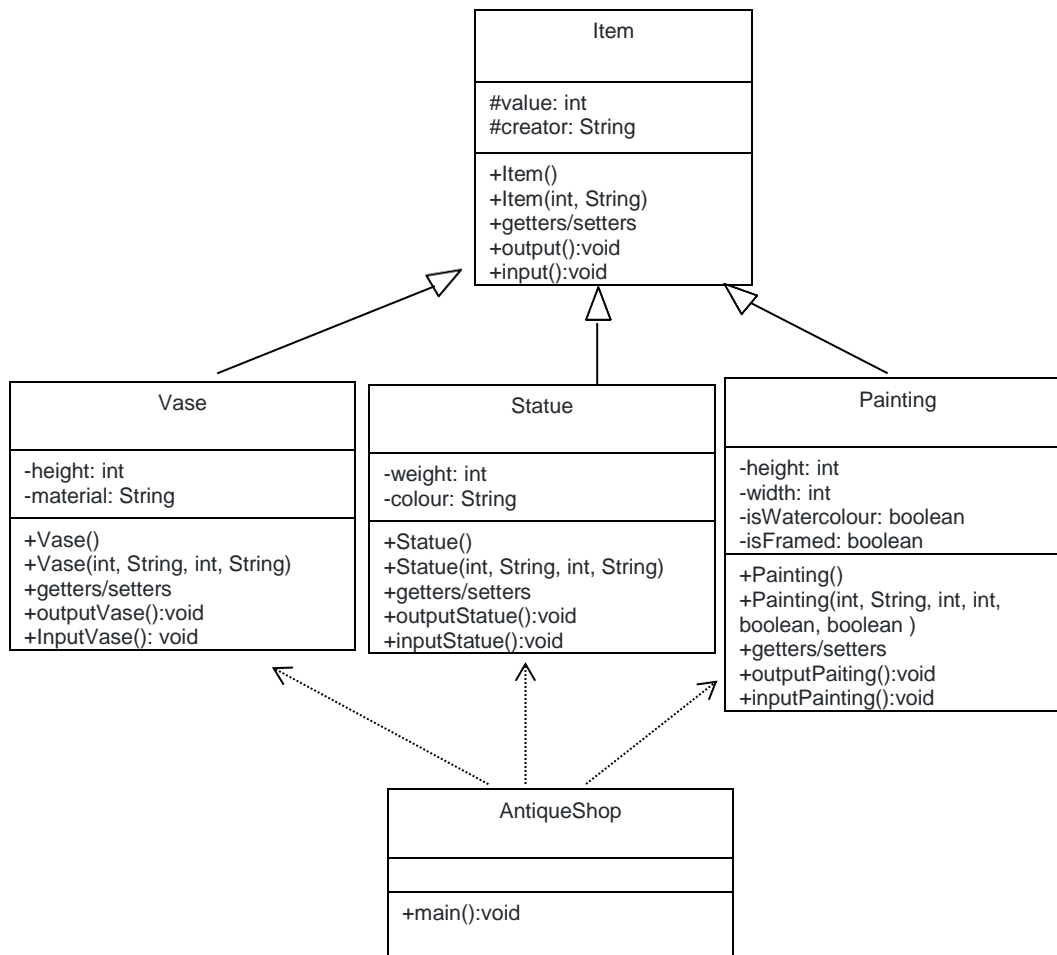 Item
#value: int
#creator: String
+Item()
+Item(int, String)
+getters/setters
+output():void
+input():void
Vase
-height: int
-material: String
+Vase()
+Vase(int, String, int, String)
+getters/setters
+outputVase():void
+InputVase(): void
Statue
-weight: int
-colour: String
+Statue()
+Statue(int, String, int, String)
+getters/setters
+outputStatue():void
+inputStatue():void
Painting
-height: int
-width: int
-isWatercolour: boolean
-isFramed: boolean
+Painting()
+Painting(int, String, int, int,
boolean, boolean )
+getters/setters
+outputPaiting():void
+inputPainting():void
AntiqueShop
+main():void